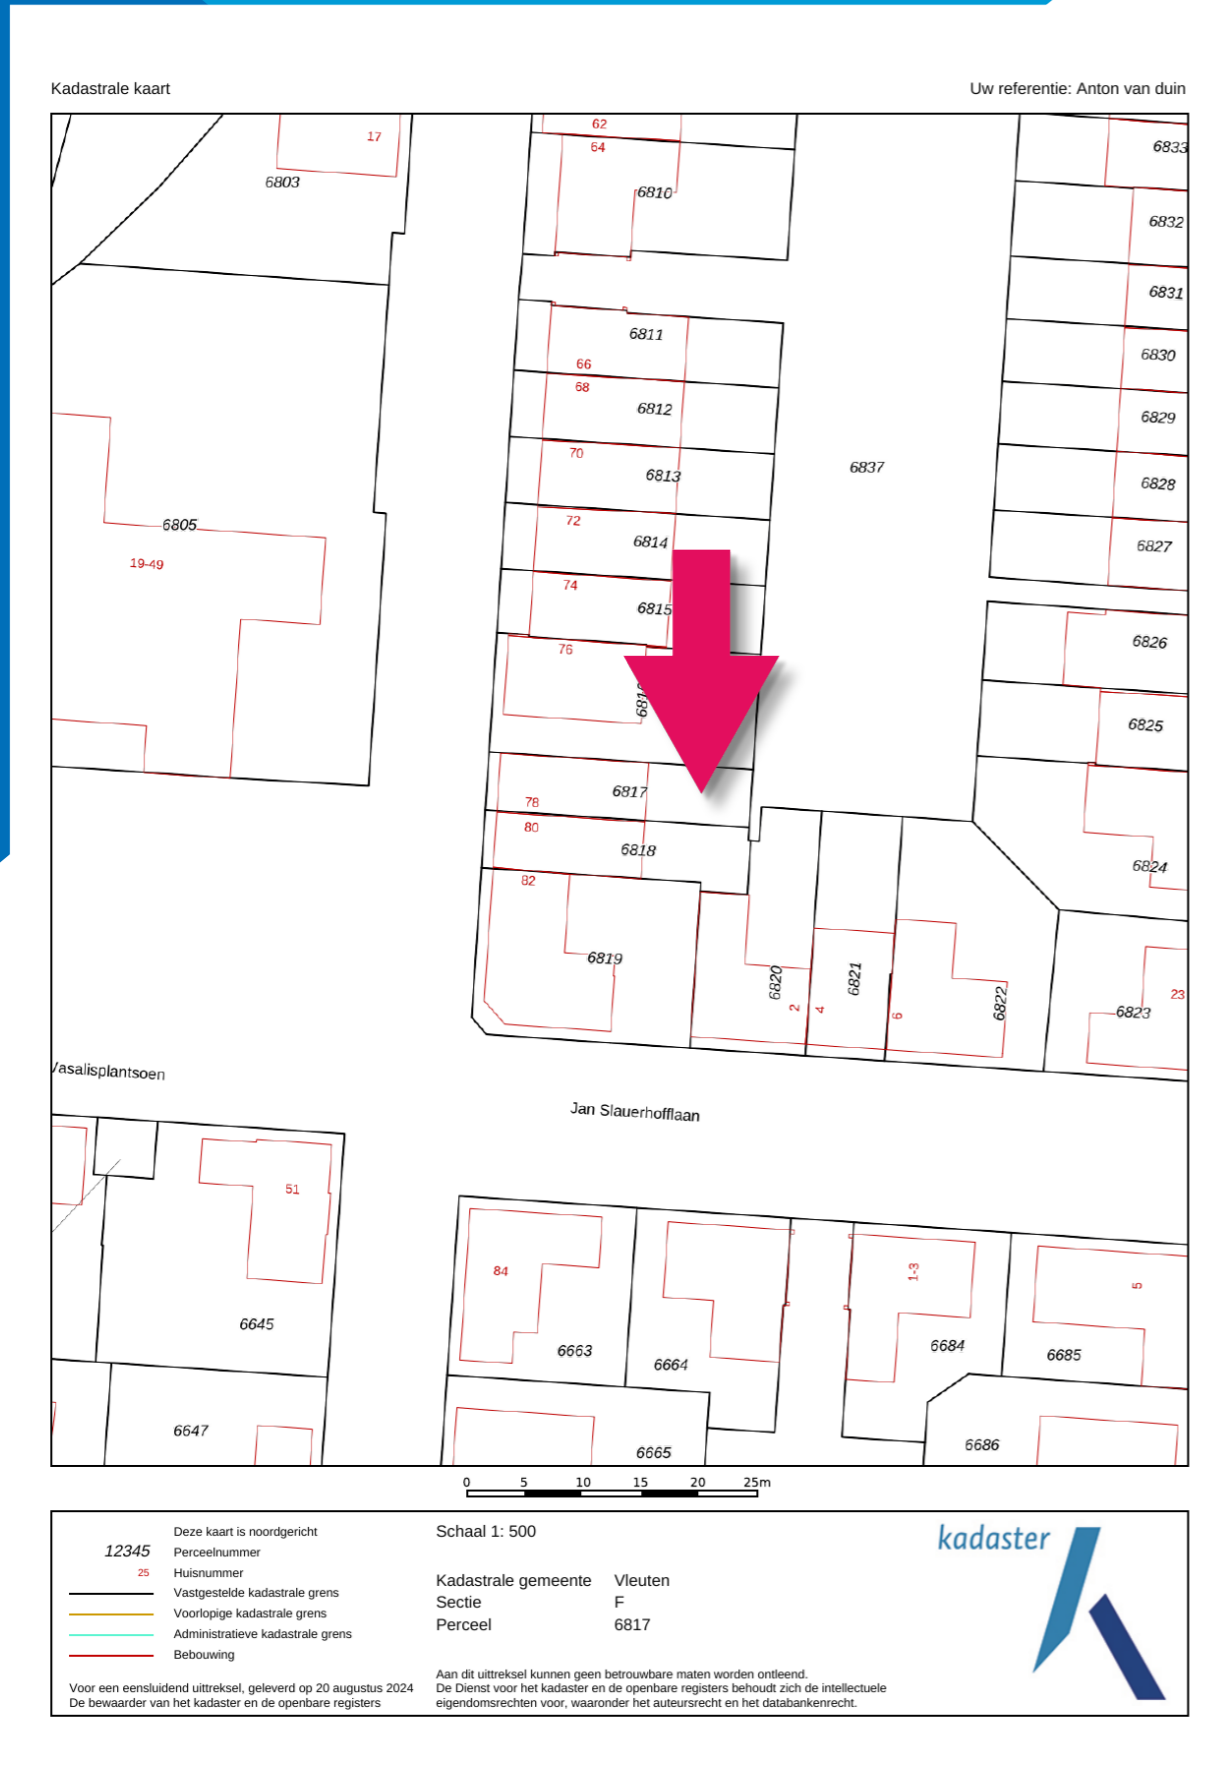 Kadastrale kaart
Uw referentie: Anton van duin
62
17
64
6833
6803
6810
6832
6831
6811
6830
66
68
6812
6829
70
6813
6837
6828
72
6814
6827
6805
19-49
74
6815
6826
76
6825
6817
78
80
6818
6824
82
6819
6820
6821
6822
2
4
6
23
6823
Vasalisplantsoen
Jan Slauerhofflaan
51
84
1-3
5
6645
6663
6664
6684
6685
6647
6665
6686
0 5 10 15 20 25m
Deze kaart is noordgericht
12345 Perceelnummer
25 Huisnummer
Vastgestelde kadastrale grens
Voorlopige kadastrale grens
Administratieve kadastrale grens
Bebouwing
Voor een eensluidend uittreksel, geleverd op 20 augustus 2024
De bewaarder van het kadaster en de openbare registers
Schaal 1: 500
Kadastrale gemeente Vleuten
Sectie F
Perceel 6817
Aan dit uittreksel kunnen geen betrouwbare maten worden ontleend.
De Dienst voor het kadaster en de openbare registers behoudt zich de intellectuele
eigendomsrechten voor, waaronder het auteursrecht en het databankenrecht.
kadaster